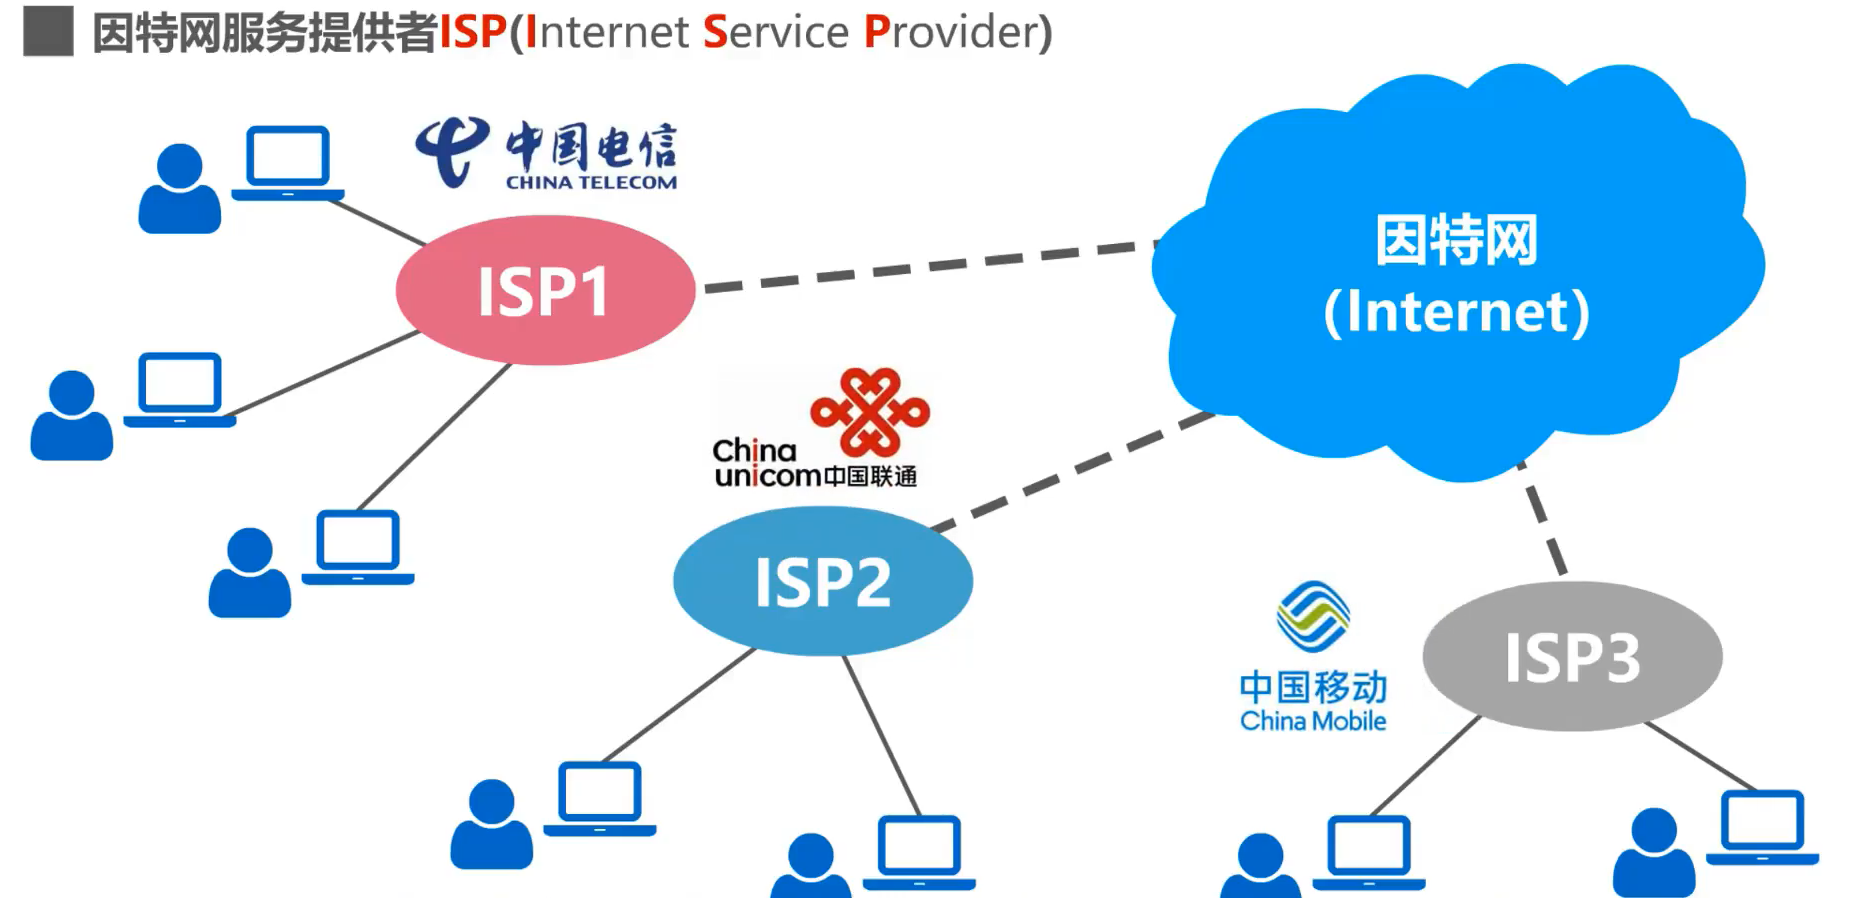 因特网服务提供者ISP(Internet Service Provider)
中国电信
CHINA TELECOM
ISP1
因特网
(Internet)
China
unicom中国联通
ISP2
中国移动
China Mobile
ISP3